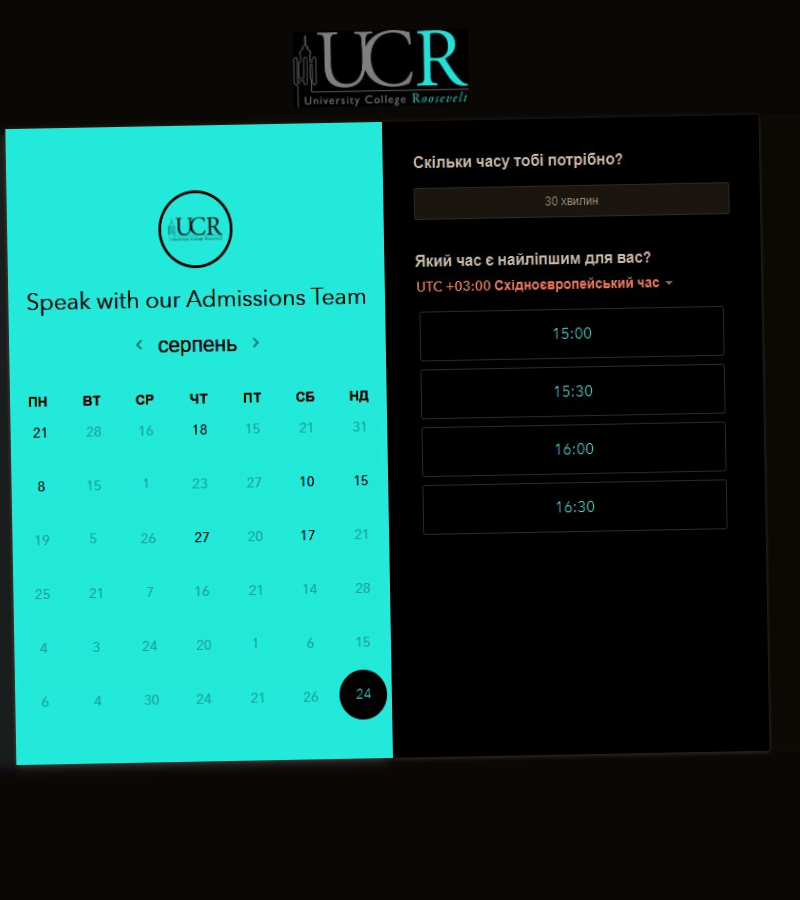 UCR
University College Roosevelt
UCR
Speak with our Admissions Team
серпень
ПН ВТ СР ЧТ ПТ СБ НД
21 28 16 18 15 21 31
8 15 1 23 27 10 15
19 5 26 27 20 17 21
25 21 7 16 21 14 28
4 3 24 20 1 6 15
6 4 30 24 21 26 24
Скільки часу тобі потрібно?
30 хвилин
Який час є найліпшим для вас?
UTC +03:00 Східноєвропейський час
15:00
15:30
16:00
16:30